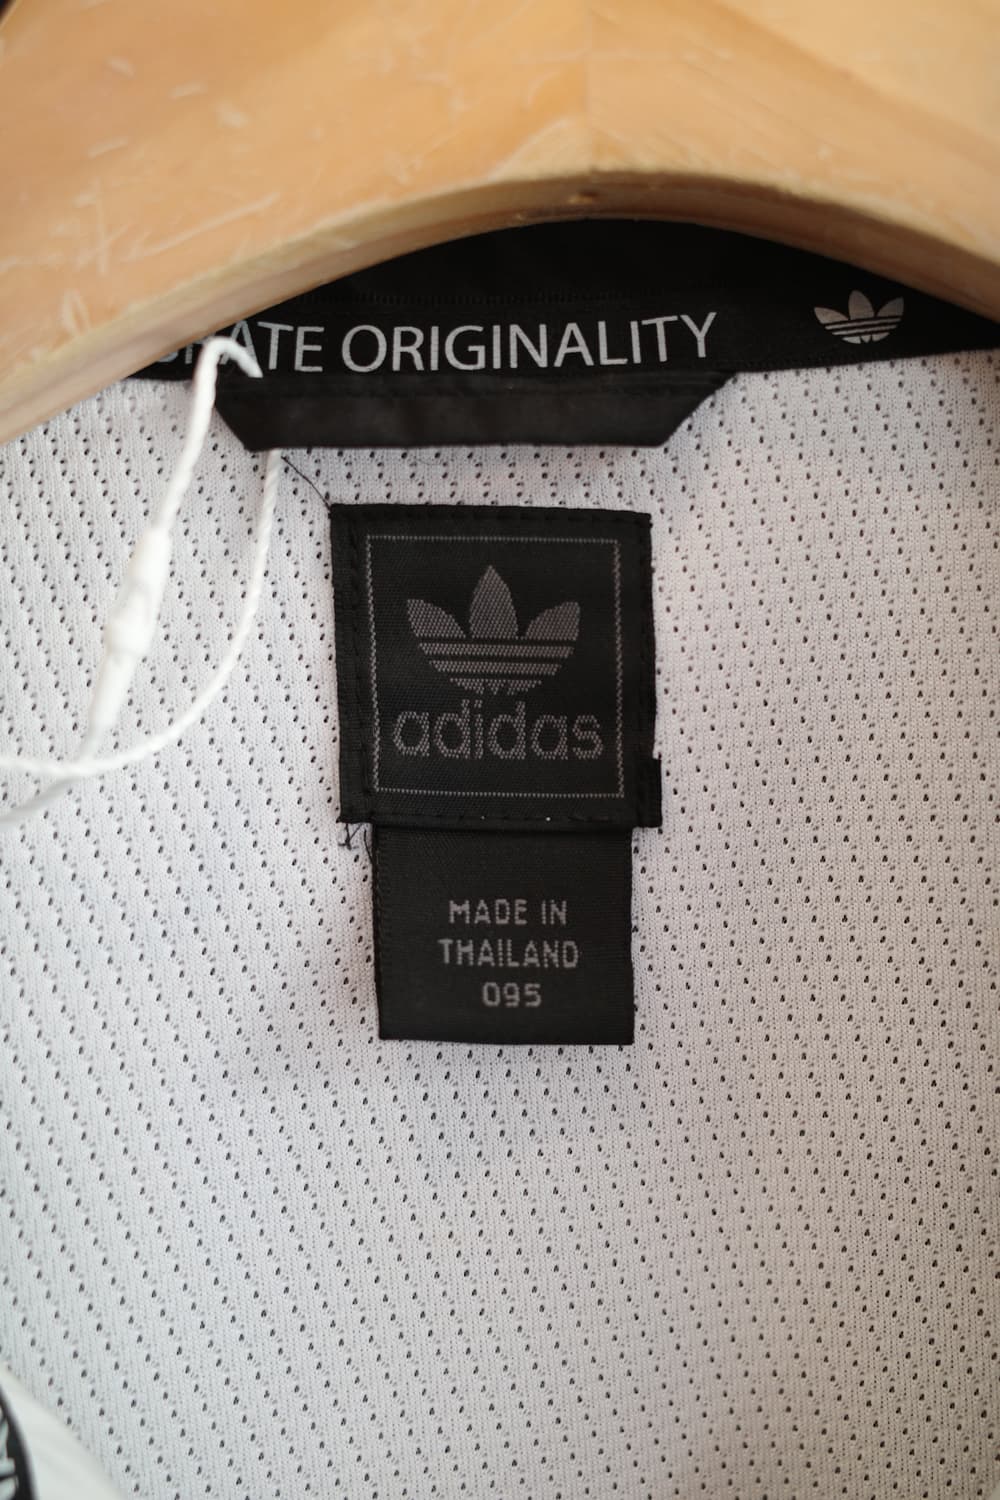 ORIGINALITY
adidas
MADE IN
THAILAND
095